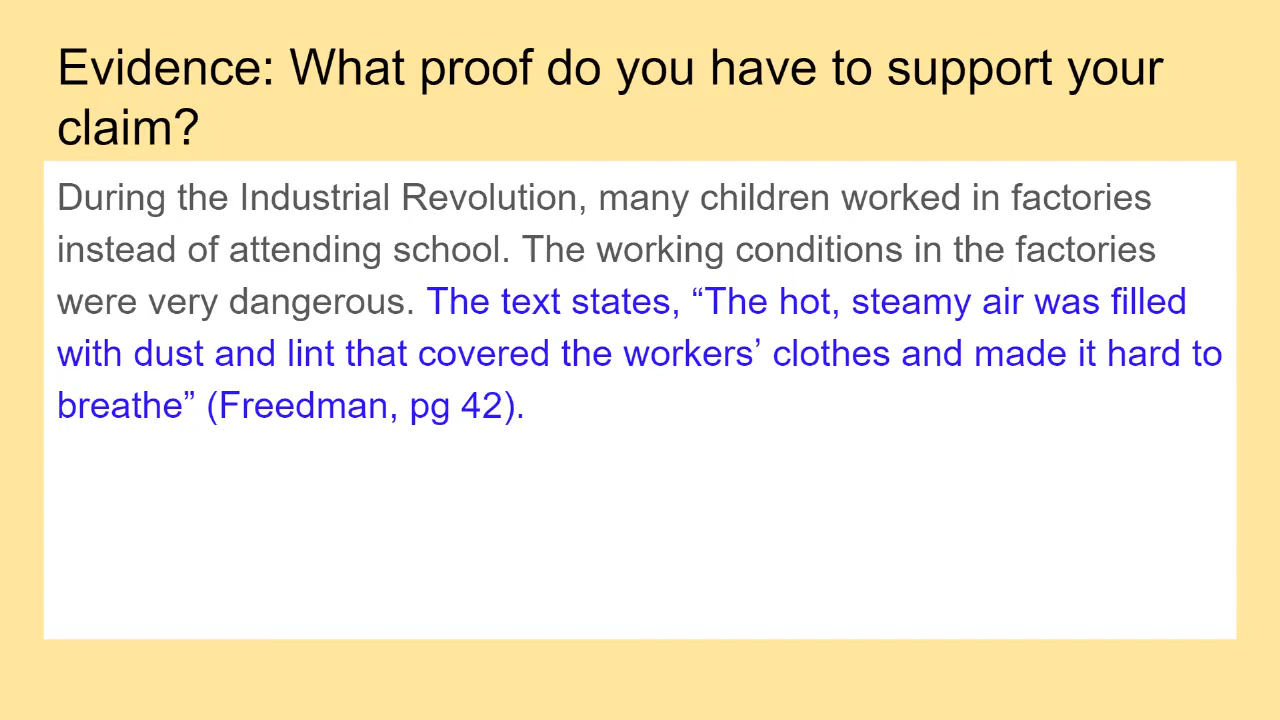 Evidence: What proof do you have to support your
claim?
During the Industrial Revolution, many children worked in factories
instead of attending school. The working conditions in the factories
were very dangerous. The text states, “The hot, steamy air was filled
with dust and lint that covered the workers’ clothes and made it hard to
breathe” (Freedman, pg 42).